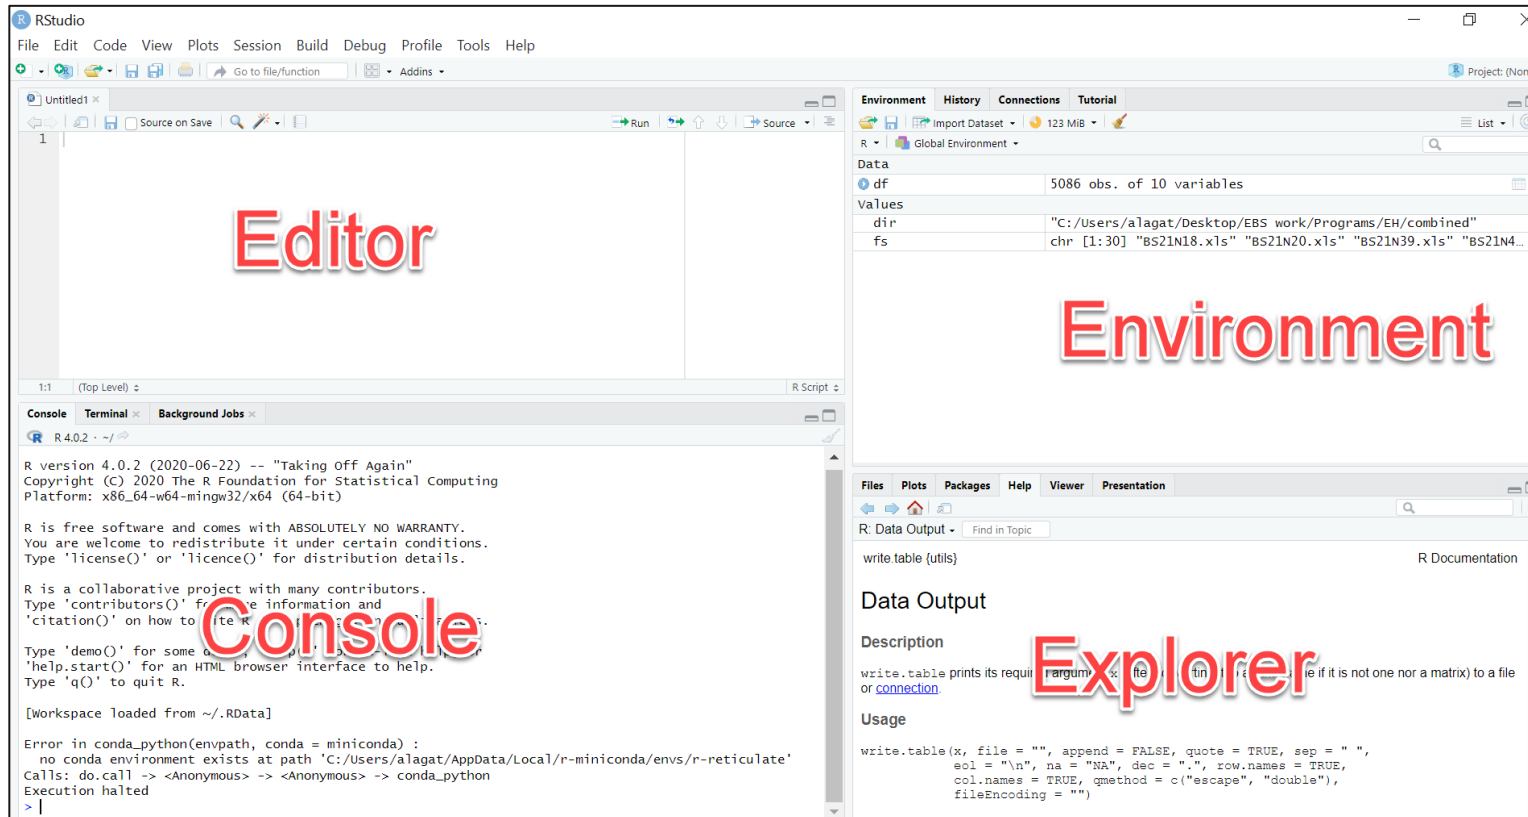 RStudio
File Edit Code View Plots Session Build Debug Profile Tools Help
Go to file/function Addins Project: (Non
Untitled1
Source on Save Run Source
1
Editor
1:1 (Top Level) R Script
Environment History Connections Tutorial
Import Dataset 123 MiB List
R Global Environment
Data
df 5086 obs. of 10 variables
Values
dir "C:/Users/alagat/Desktop/EBS work/Programs/EH/combined"
fs chr [1:30] "BS21N18.xls" "BS21N20.xls" "BS21N39.xls" "BS21N4...
Environment
Console Terminal Background Jobs
R 4.0.2 · ~/
R version 4.0.2 (2020-06-22) -- "Taking Off Again"
Copyright (C) 2020 The R Foundation for Statistical Computing
Platform: x86_64-w64-mingw32/x64 (64-bit)
R is free software and comes with ABSOLUTELY NO WARRANTY.
You are welcome to redistribute it under certain conditions.
Type 'license()' or 'licence()' for distribution details.
R is a collaborative project with many contributors.
Type 'contributors()' for more information and
'citation()' on how to cite R
Console
Type 'demo()' for some
'help.start()' for an HTML browser interface to help.
Type 'q()' to quit R.
[Workspace loaded from ~/.RData]
Error in conda_python(envpath, conda = miniconda) :
no conda environment exists at path 'C:/Users/alagat/AppData/Local/r-miniconda/envs/r-reticulate'
Calls: do.call -> <Anonymous> -> <Anonymous> -> conda_python
Execution halted
>
Files Plots Packages Help Viewer Presentation
R: Data Output Find in Topic
write.table {utils} R Documentation
Data Output
Description
write.table prints its required argument x if it is not one nor a matrix) to a file
or connection.
Explorer
Usage
write.table(x, file = "", append = FALSE, quote = TRUE, sep = " ",
eol = "\n", na = "NA", dec = ".", row.names = TRUE,
col.names = TRUE, qmethod = c("escape", "double"),
fileEncoding = "")